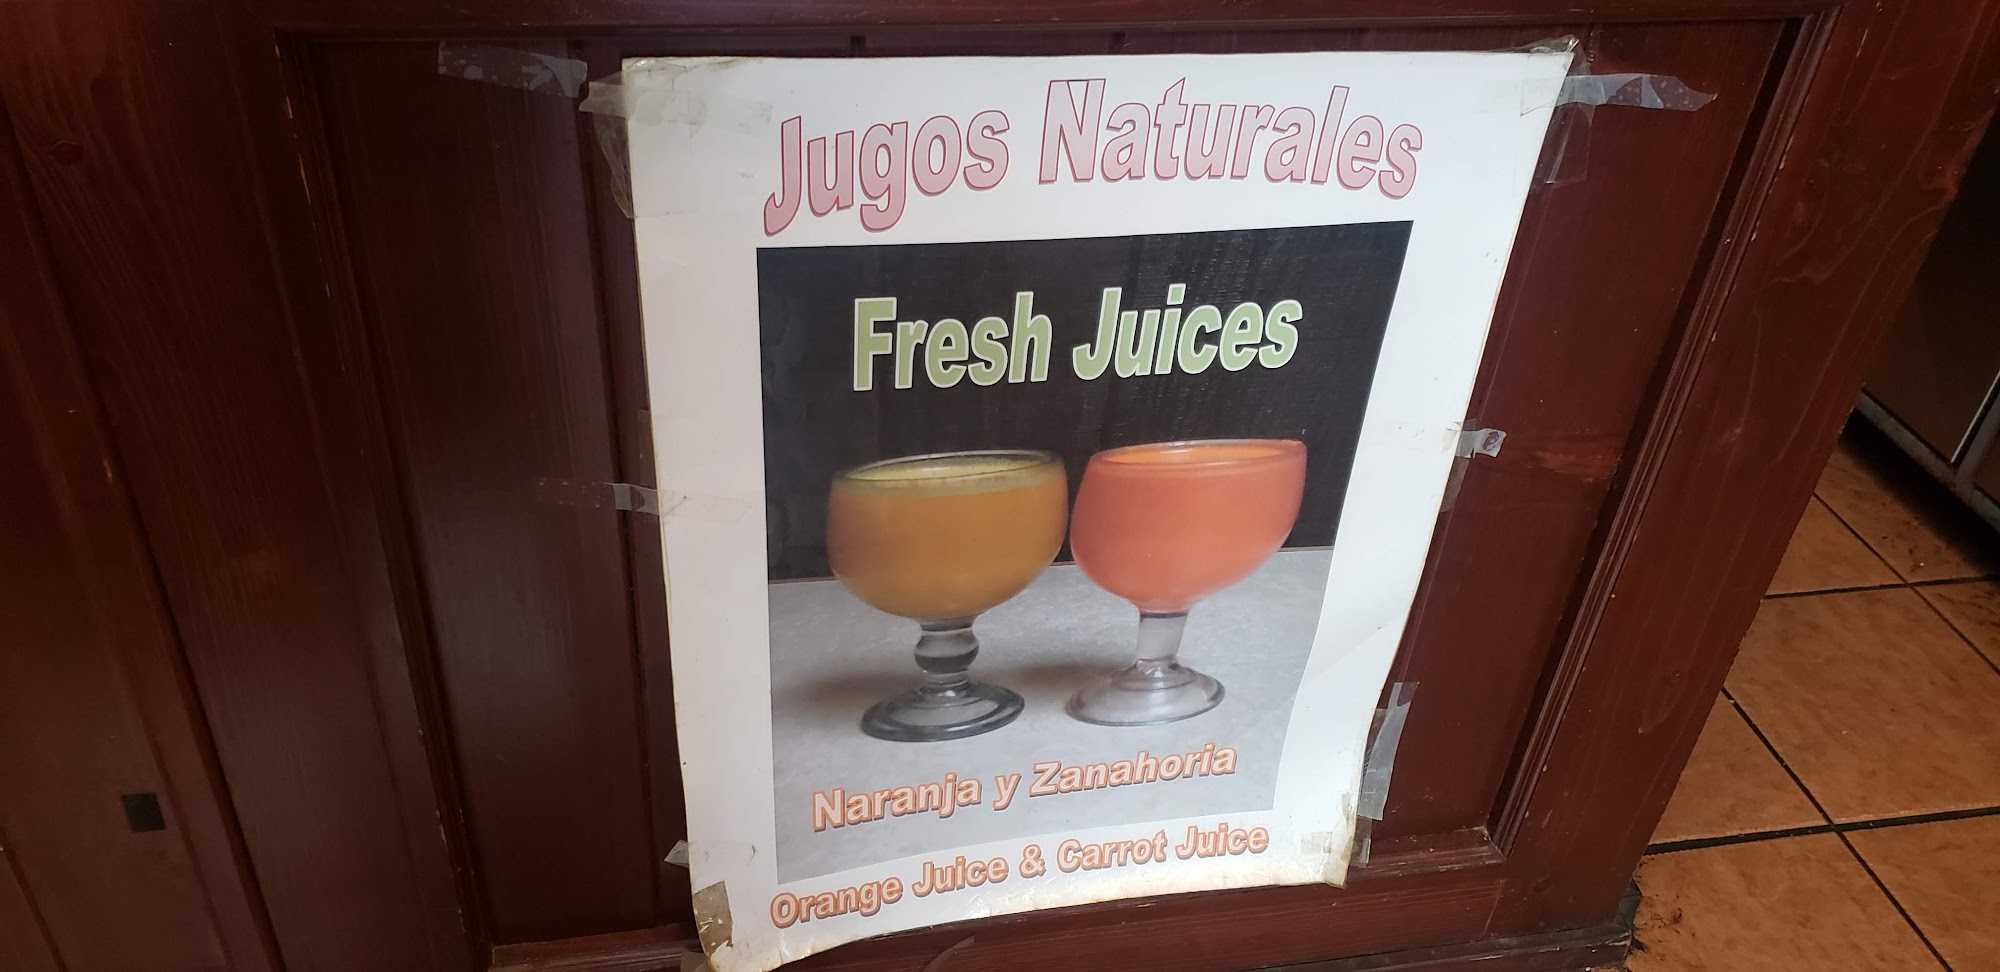 Jugos Naturales
Fresh Juices
Naranja y Zanahoria
Orange Juice & Carrot Juice